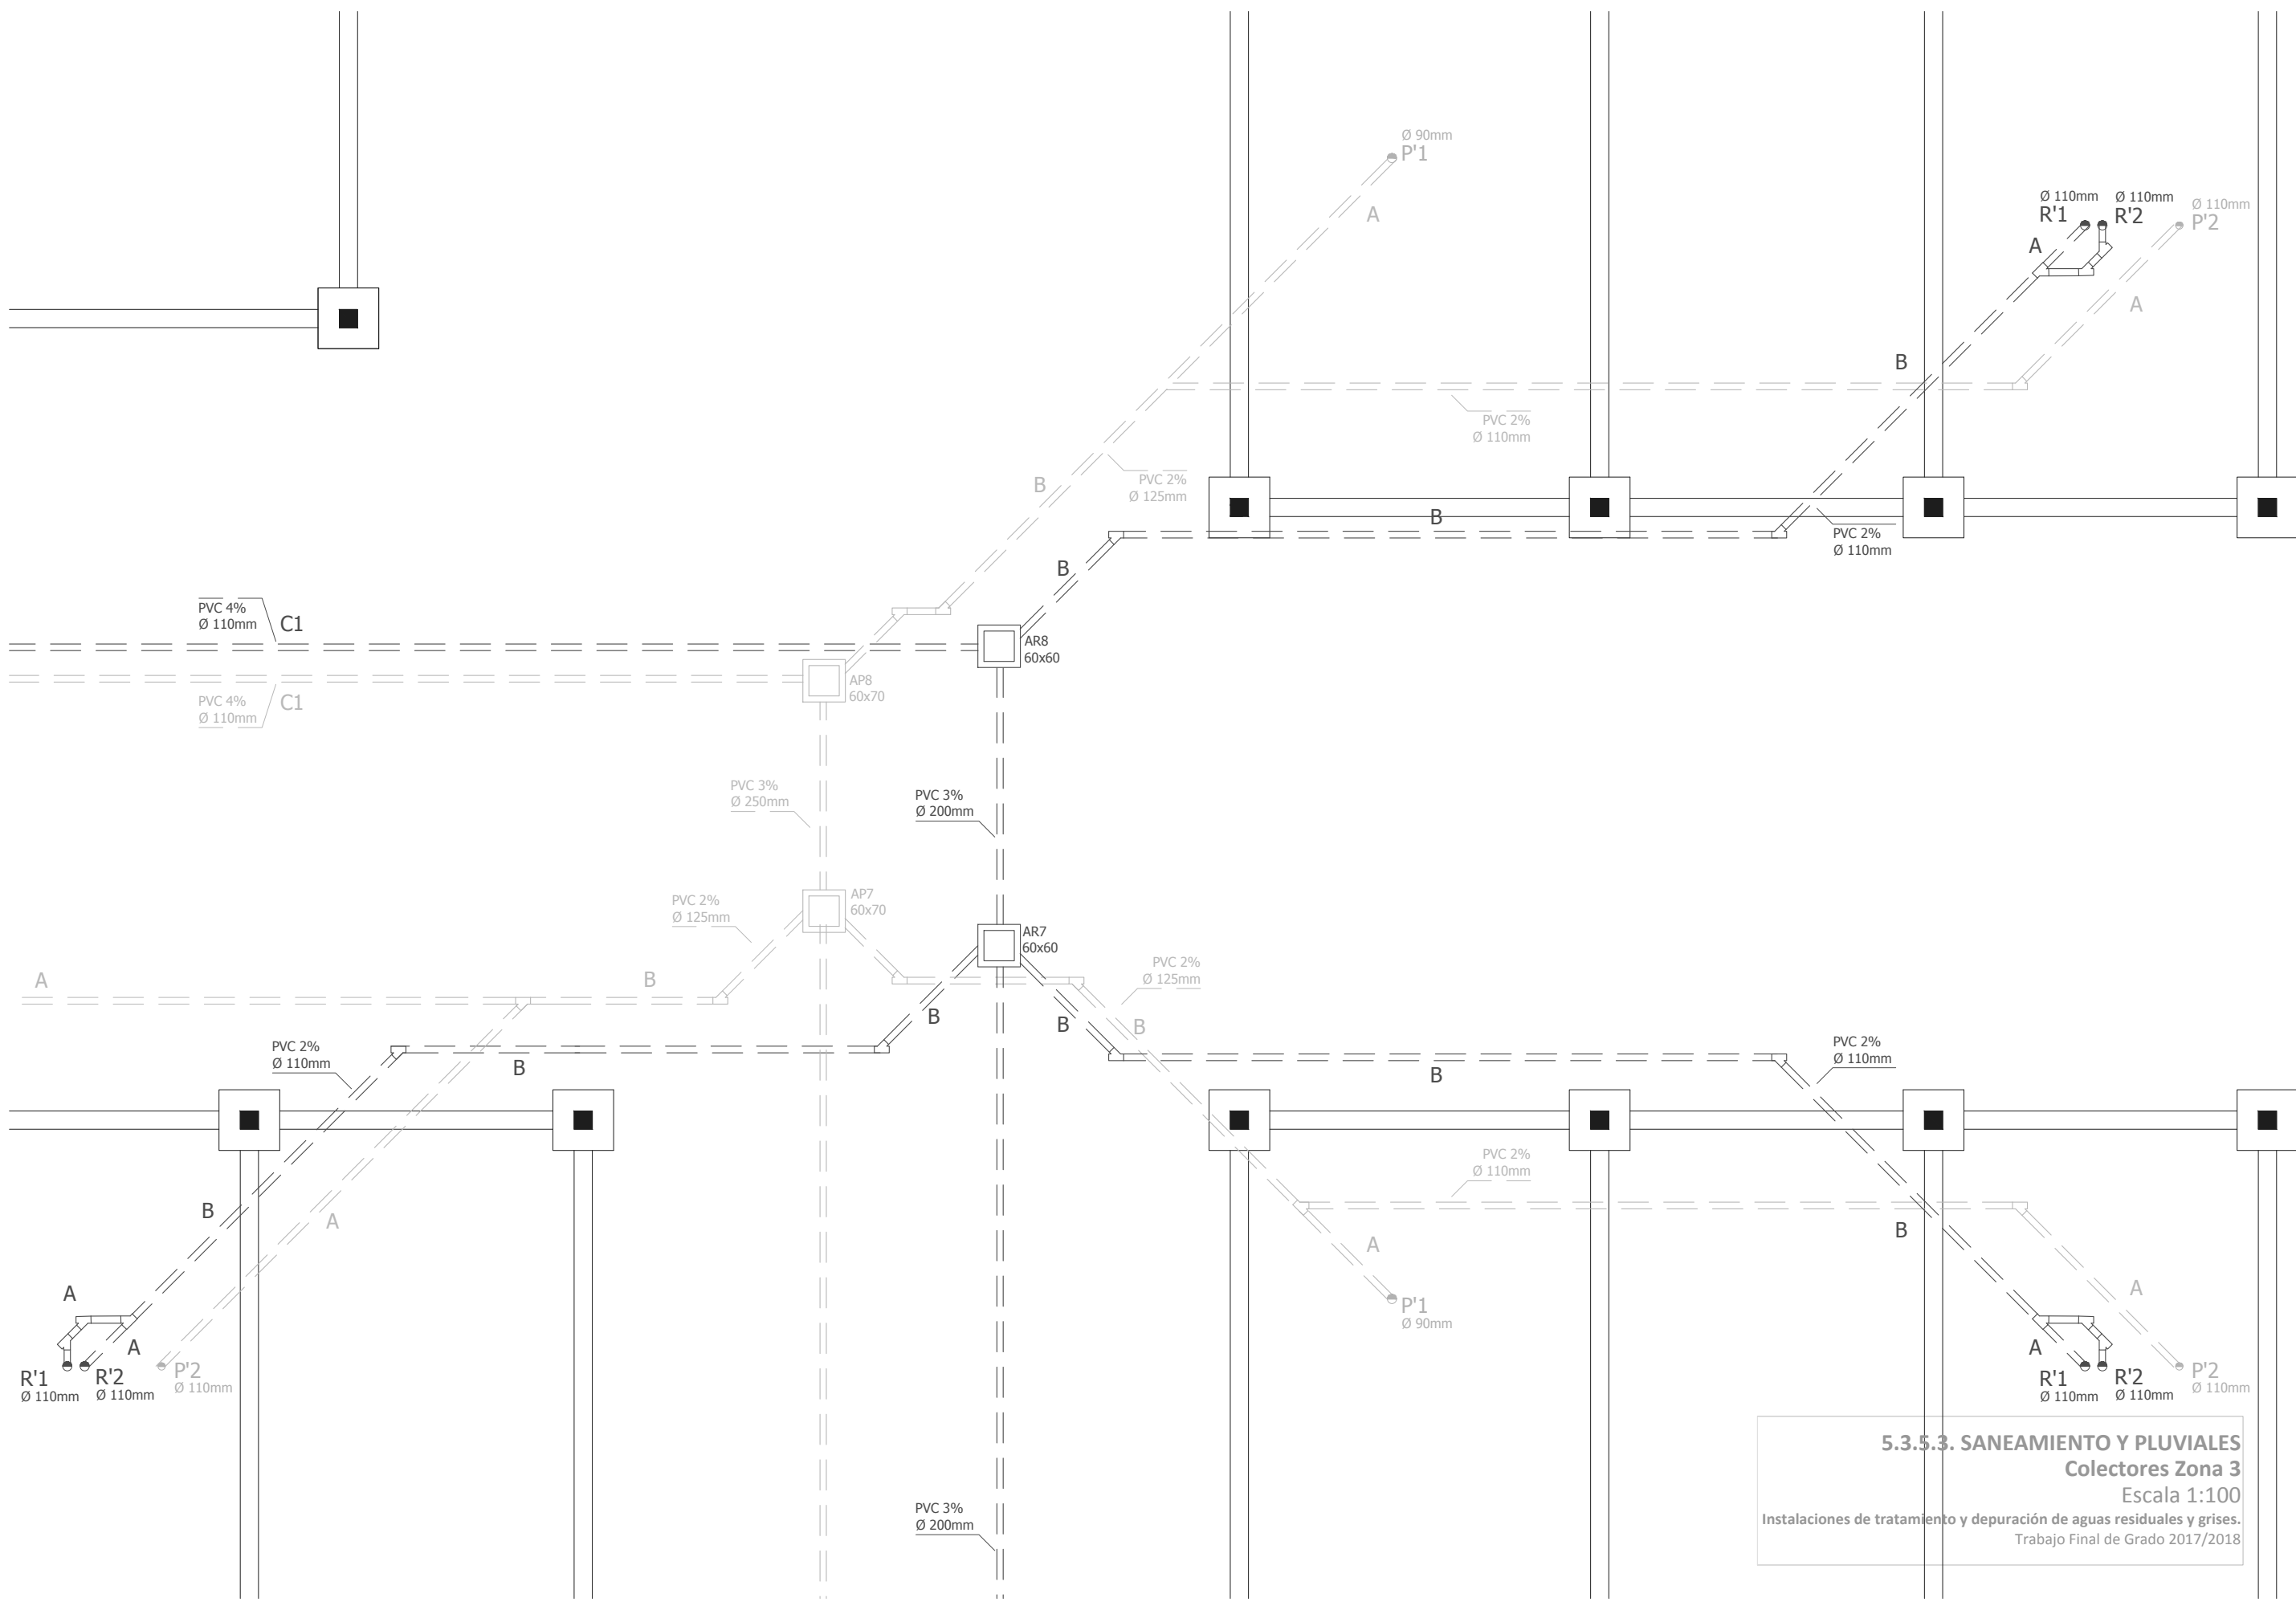 Ø 90mm
P'1
A
Ø 110mm
R'1
Ø 110mm
R'2
Ø 110mm
P'2
A
A
B
PVC 2%
Ø 110mm
PVC 2%
Ø 125mm
B
B
PVC 2%
Ø 110mm
B
PVC 4%
Ø 110mm
C1
AR8
60x60
AP8
60x70
PVC 4%
Ø 110mm
C1
PVC 3%
Ø 250mm
PVC 3%
Ø 200mm
PVC 2%
Ø 125mm
AP7
60x70
AR7
60x60
A
B
PVC 2%
Ø 125mm
B
B
B
PVC 2%
Ø 110mm
B
B
PVC 2%
Ø 110mm
PVC 2%
Ø 110mm
B
A
A
B
A
A
A
A
R'1
Ø 110mm
R'2
Ø 110mm
P'2
Ø 110mm
P'1
Ø 90mm
R'1
Ø 110mm
R'2
Ø 110mm
P'2
Ø 110mm
PVC 3%
Ø 200mm
5.3.5.3. SANEAMIENTO Y PLUVIALES
Colectores Zona 3
Escala 1:100
Instalaciones de tratamiento y depuración de aguas residuales y grises.
Trabajo Final de Grado 2017/2018